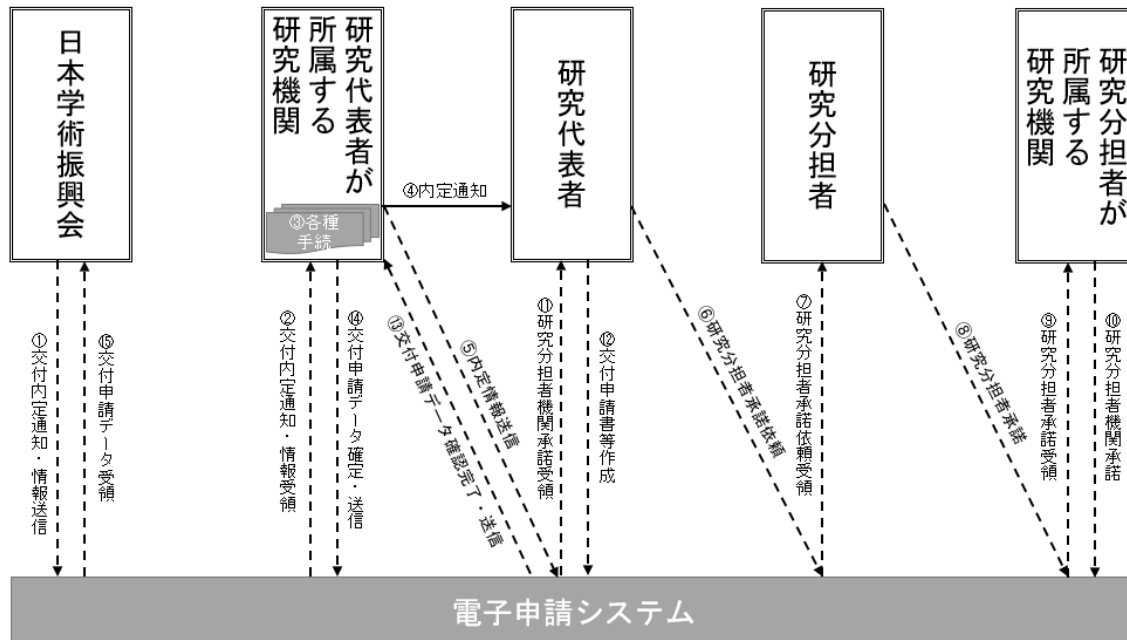 日本学術振興会
研究代表者が
所属する
研究機関
研究代表者
研究分担者
研究分担者が
所属する
研究機関
③各種
手続
④内定通知
①交付内定通知・情報送信
⑮交付申請データ受領
②交付内定通知・情報受領
⑭交付申請データ確定・送信
⑬交付申請データ確認完了・送信
⑤内定情報送信
⑪研究分担者機関承諾受領
⑫交付申請書等作成
⑥研究分担者承諾依頼
⑦研究分担者承諾依頼受領
⑧研究分担者承諾
⑨研究分担者承諾受領
⑩研究分担者機関承諾
電子申請システム